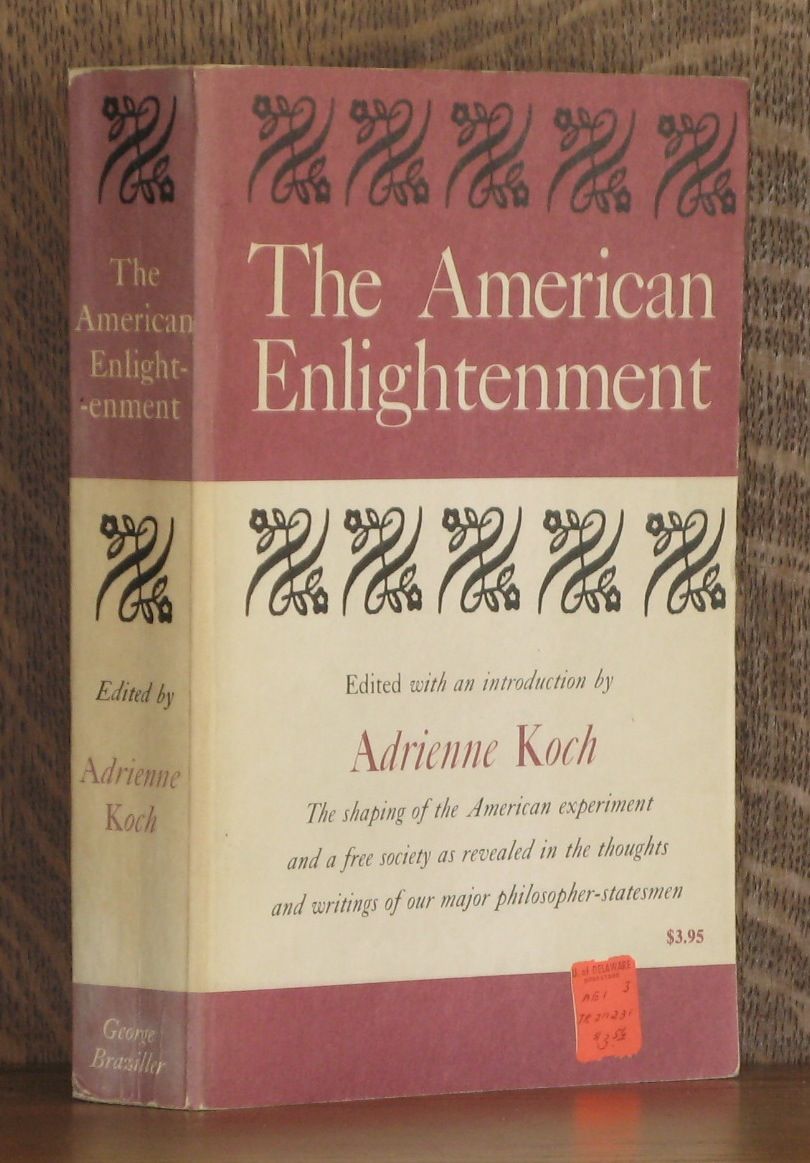 The
American
Enlight-
-enment
Edited by
Adrienne
Koch
George
Braziller
The American
Enlightenment
Edited with an introduction by
Adrienne Koch
The shaping of the American experiment
and a free society as revealed in the thoughts
and writings of our major philosopher-statesmen
$3.95
U. of DELAWARE